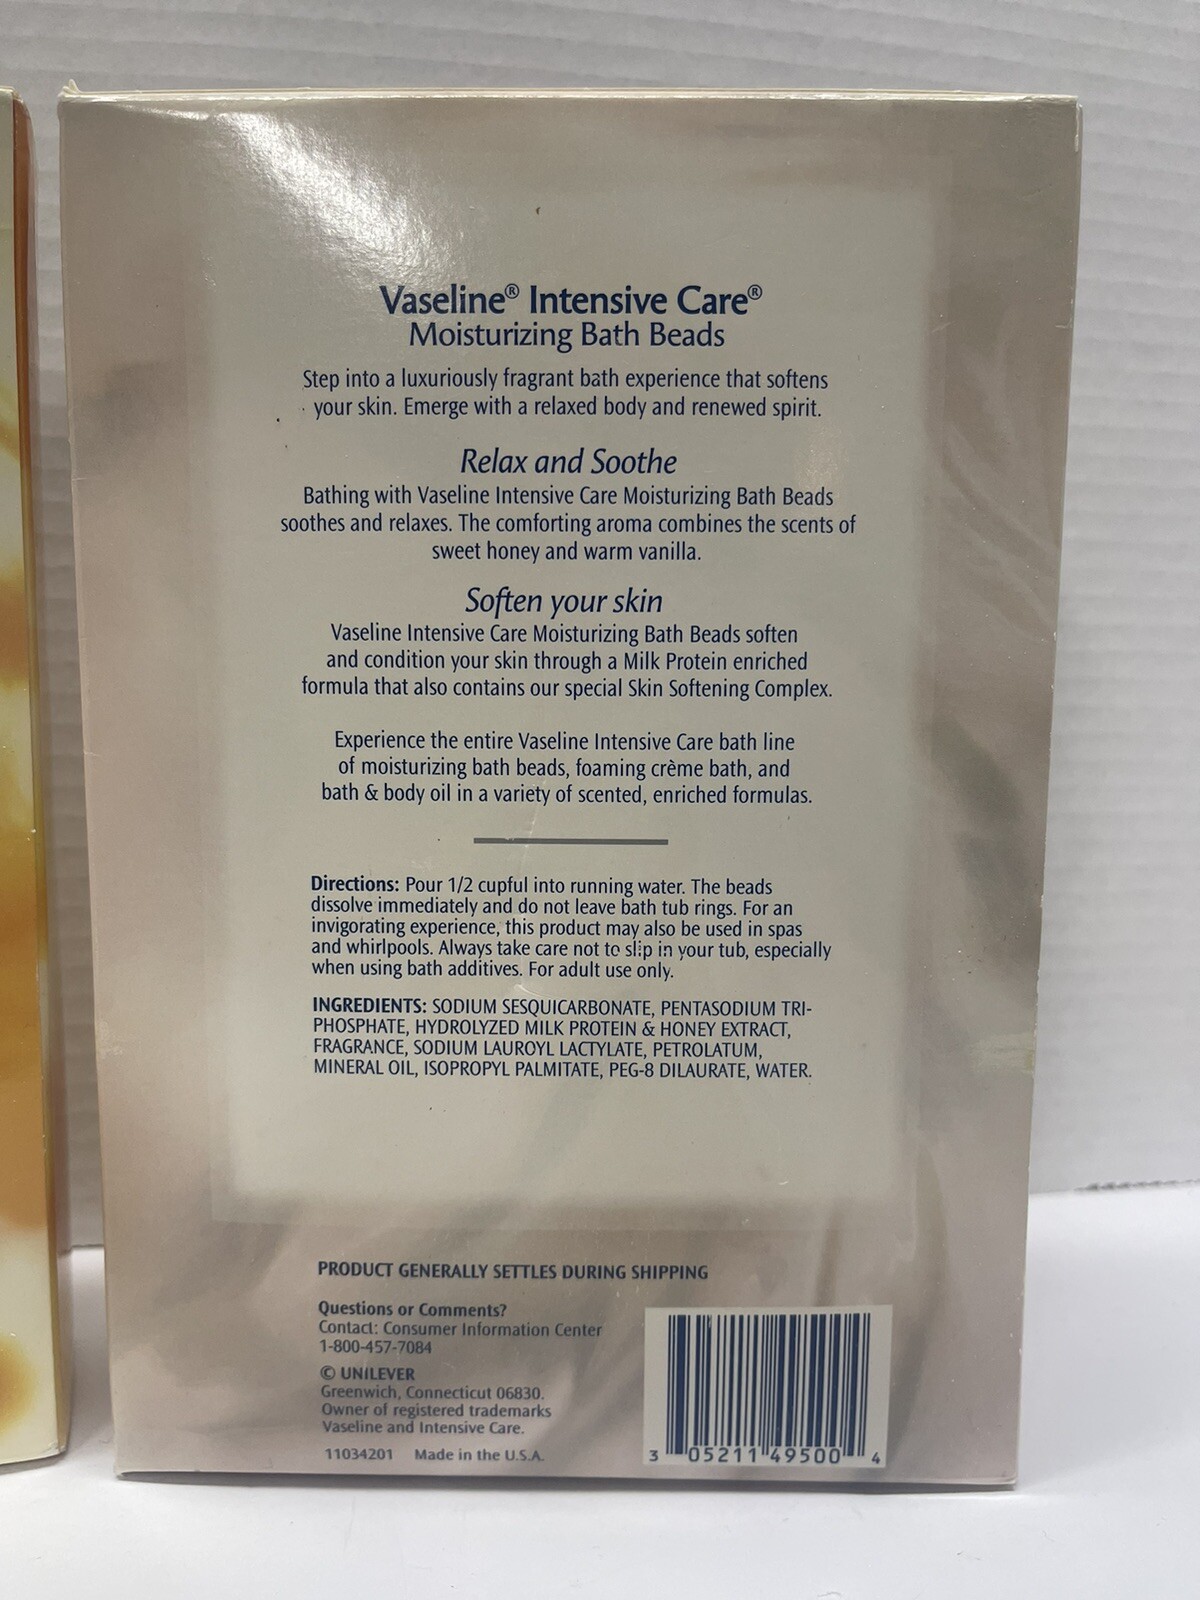 Vaseline® Intensive Care®
Moisturizing Bath Beads
Step into a luxuriously fragrant bath experience that softens
your skin. Emerge with a relaxed body and renewed spirit.
Relax and Soothe
Bathing with Vaseline Intensive Care Moisturizing Bath Beads
soothes and relaxes. The comforting aroma combines the scents of
sweet honey and warm vanilla.
Soften your skin
Vaseline Intensive Care Moisturizing Bath Beads soften
and condition your skin through a Milk Protein enriched
formula that also contains our special Skin Softening Complex.
Experience the entire Vaseline Intensive Care bath line
of moisturizing bath beads, foaming crème bath, and
bath & body oil in a variety of scented, enriched formulas.
Directions: Pour 1/2 cupful into running water. The beads
dissolve immediately and do not leave bath tub rings. For an
invigorating experience, this product may also be used in spas
and whirlpools. Always take care not to slip in your tub, especially
when using bath additives. For adult use only.
INGREDIENTS: SODIUM SESQUICARBONATE, PENTASODIUM TRI-
PHOSPHATE, HYDROLYZED MILK PROTEIN & HONEY EXTRACT,
FRAGRANCE, SODIUM LAUROYL LACTYLATE, PETROLATUM,
MINERAL OIL, ISOPROPYL PALMITATE, PEG-8 DILAURATE, WATER.
PRODUCT GENERALLY SETTLES DURING SHIPPING
Questions or Comments?
Contact: Consumer Information Center
1-800-457-7084
© UNILEVER
Greenwich, Connecticut 06830.
Owner of registered trademarks
Vaseline and Intensive Care.
11034201 Made in the U.S.A.
3 05211 49500 4